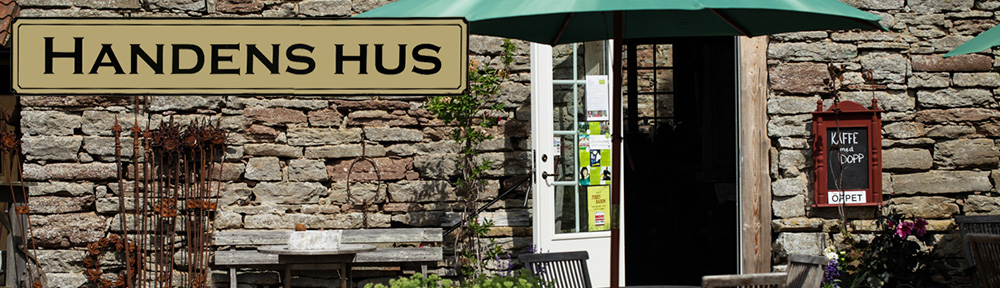 HANDENS HUS
KAFFE
med
DOPP
ÖPPET